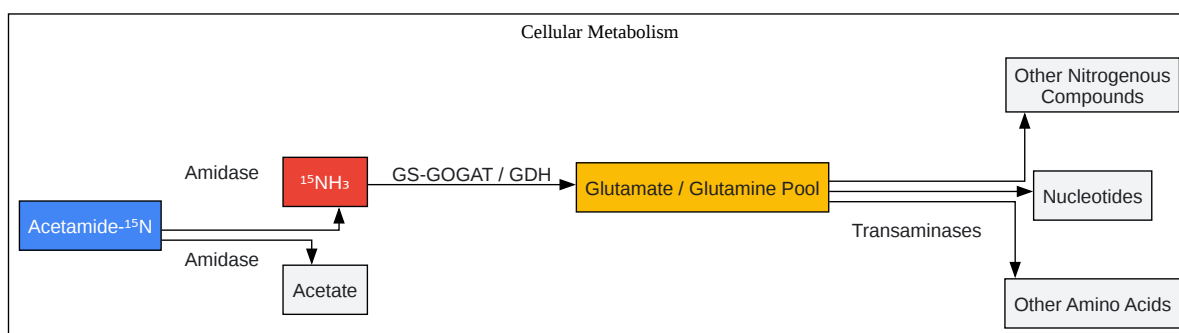 Cellular Metabolism
Other Nitrogenous
Compounds
Amidase
¹⁵NH₃
GS-GOGAT / GDH
Glutamate / Glutamine Pool
Nucleotides
Acetamide-¹⁵N
Transaminases
Amidase
Acetate
Other Amino Acids